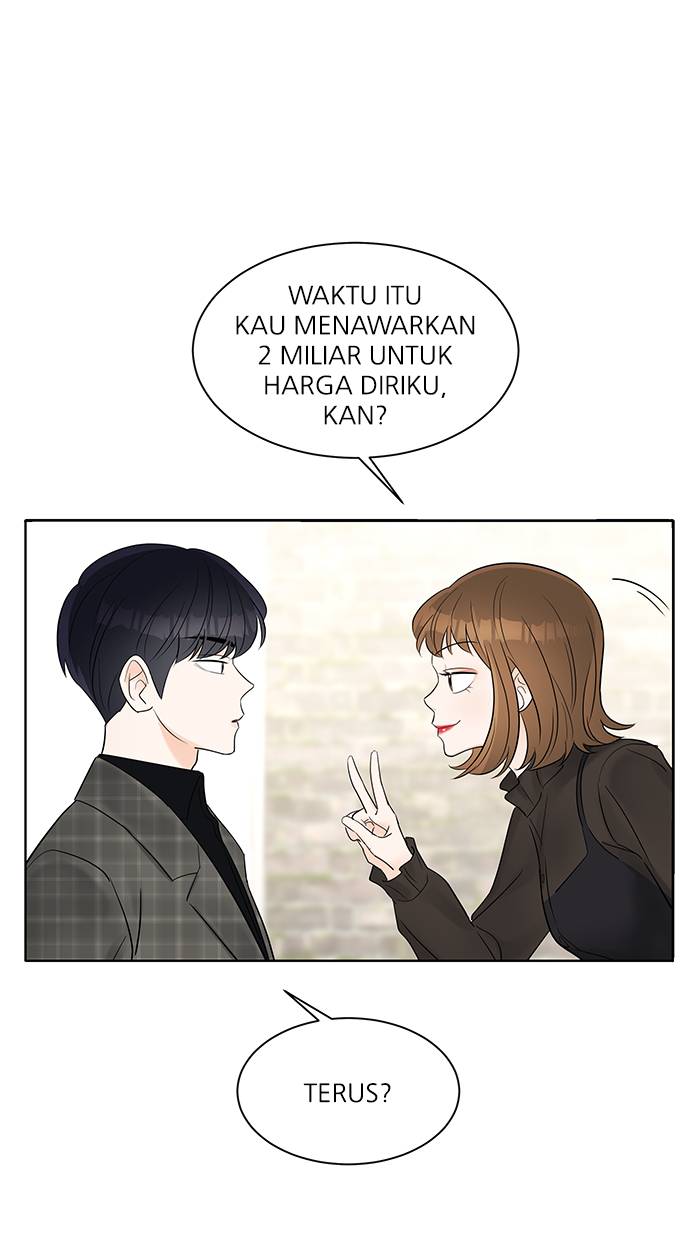 WAKTU ITU
KAU MENAWARKAN
2 MILIAR UNTUK
HARGA DIRIKU,
KAN?
TERUS?